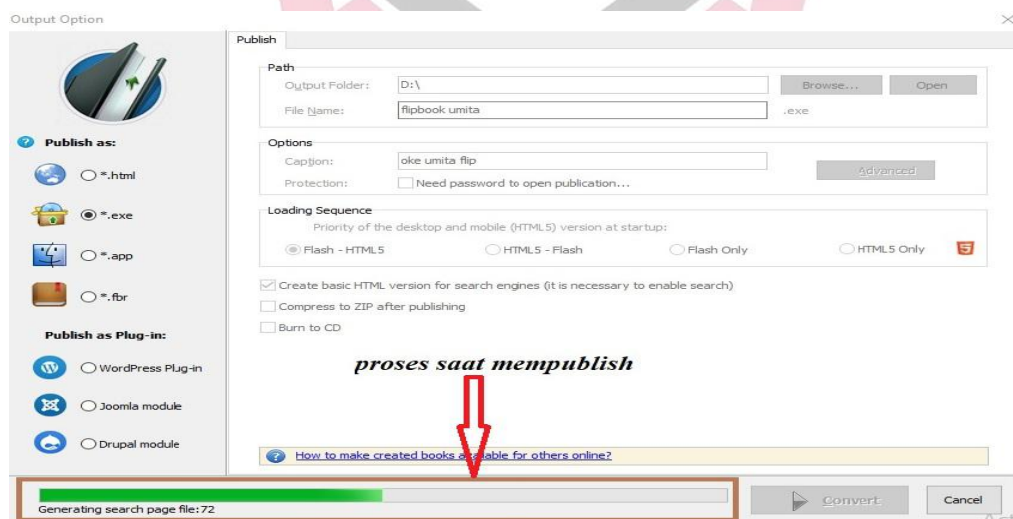 Output Option
Publish
Publish as:
*.html
*.exe
*.app
*.fbr
Publish as Plug-in:
WordPress Plug-in
Joomla module
Drupal module
Path
Output Folder: D:\ Browse... Open
File Name: flipbook umita .exe
Options
Caption: oke umita flip Advanced
Protection: Need password to open publication...
Loading Sequence
Priority of the desktop and mobile (HTML5) version at startup:
Flash - HTML5 HTML5 - Flash Flash Only HTML5 Only
Create basic HTML version for search engines (it is necessary to enable search)
Compress to ZIP after publishing
Burn to CD
proses saat mempublish
How to make created books available for others online?
Generating search page file:72
Convert Cancel